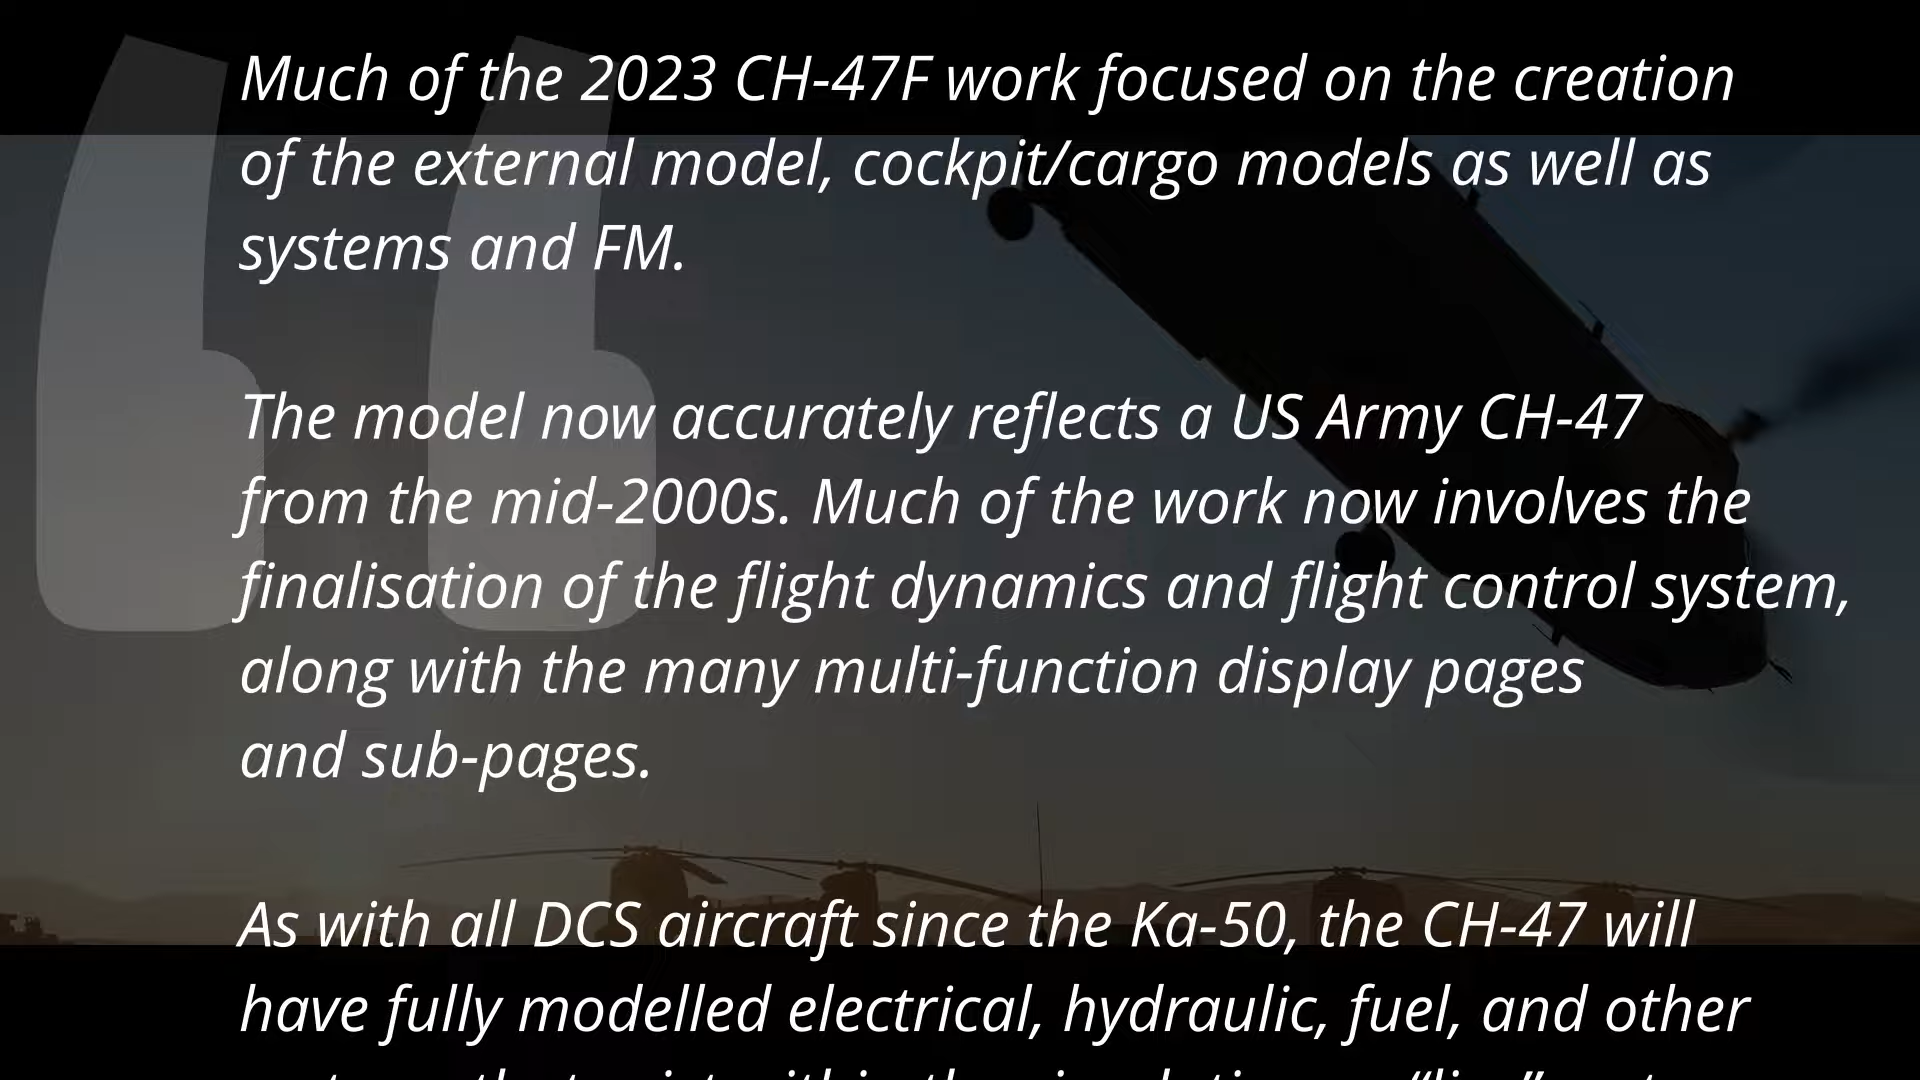 Much of the 2023 CH-47F work focused on the creation
of the external model, cockpit/cargo models as well as
systems and FM.
The model now accurately reflects a US Army CH-47
from the mid-2000s. Much of the work now involves the
finalisation of the flight dynamics and flight control system,
along with the many multi-function display pages
and sub-pages.
As with all DCS aircraft since the Ka-50, the CH-47 will
have fully modelled electrical, hydraulic, fuel, and other